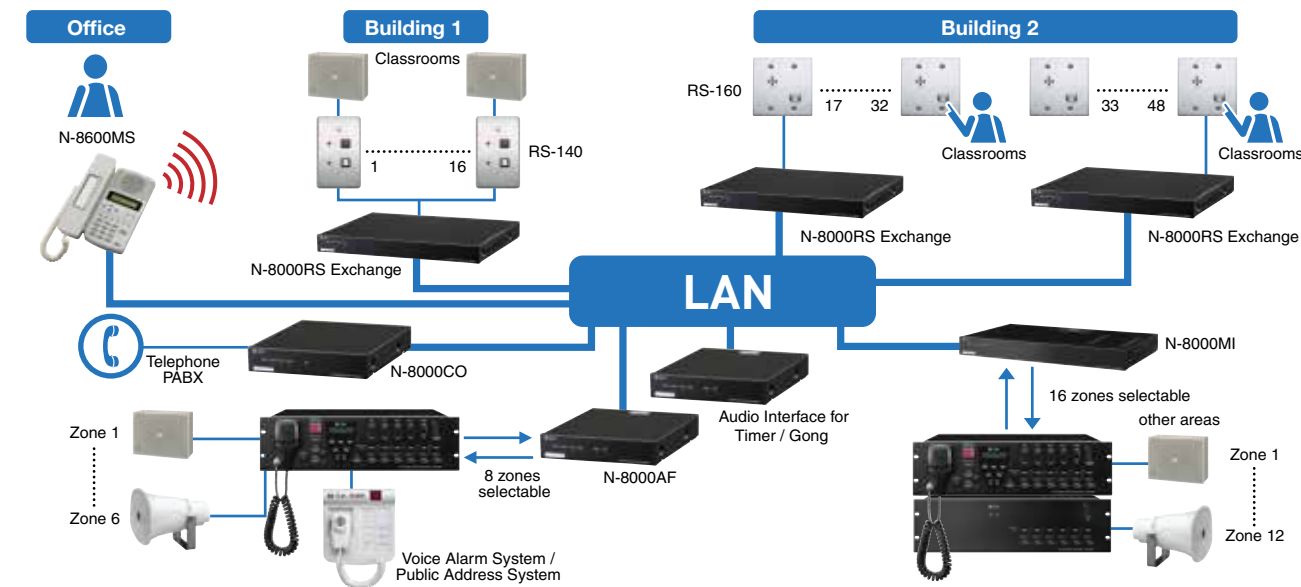 Office
Building 1
Building 2
Classrooms
N-8600MS
RS-160
17
32
33
48
1
16
RS-140
Classrooms
Classrooms
N-8000RS Exchange
N-8000RS Exchange
N-8000RS Exchange
LAN
Telephone
PABX
N-8000CO
N-8000MI
Audio Interface for
Timer / Gong
16 zones selectable
other areas
Zone 1
Zone 6
8 zones
selectable
N-8000AF
Zone 1
Zone 12
Voice Alarm System /
Public Address System